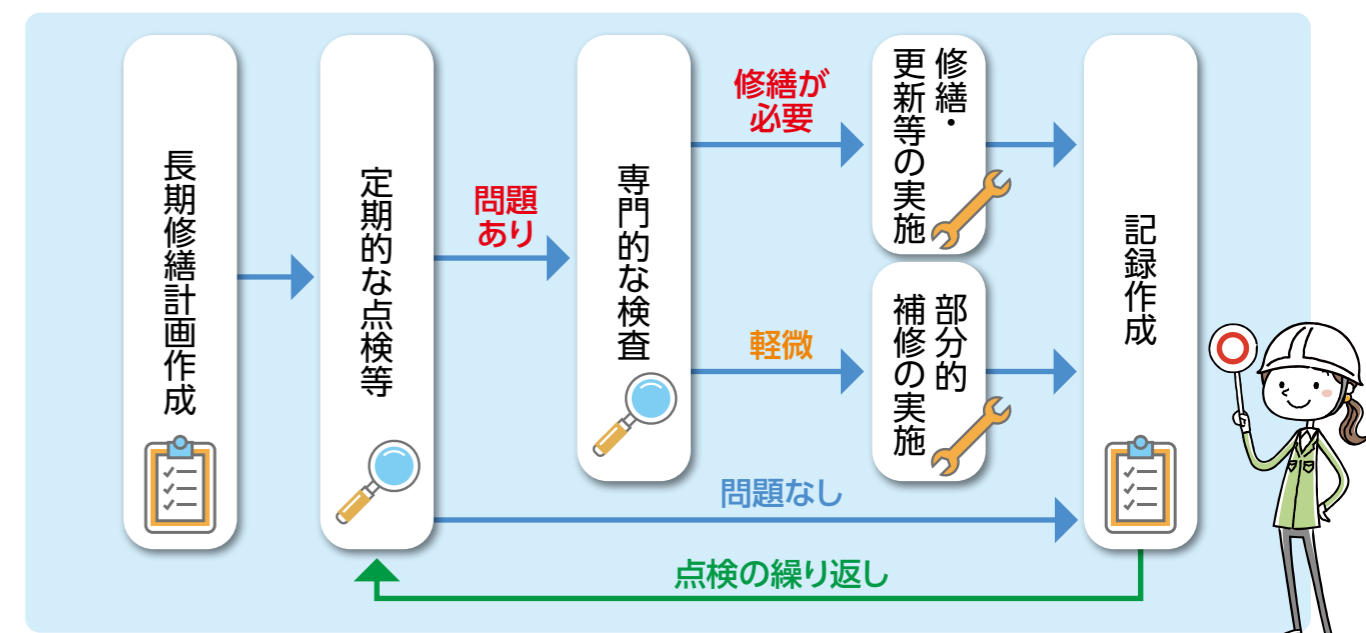 長期修繕計画作成
定期的な点検等
問題
あり
専門的な検査
修繕が
必要
修繕・
更新等の実施
軽微
部分的
補修の実施
記録作成
問題なし
点検の繰り返し